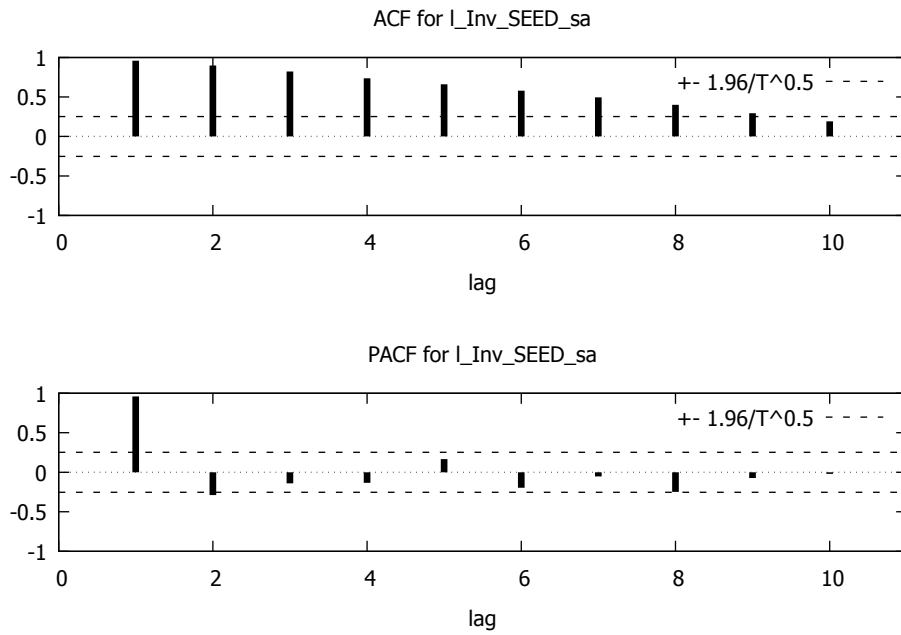 ACF for l_Inv_SEED_sa
1
0.5
0
-0.5
-1
+- 1.96/T^0.5
0 2 4 6 8 10
lag
PACF for l_Inv_SEED_sa
1
0.5
0
-0.5
-1
+- 1.96/T^0.5
0 2 4 6 8 10
lag